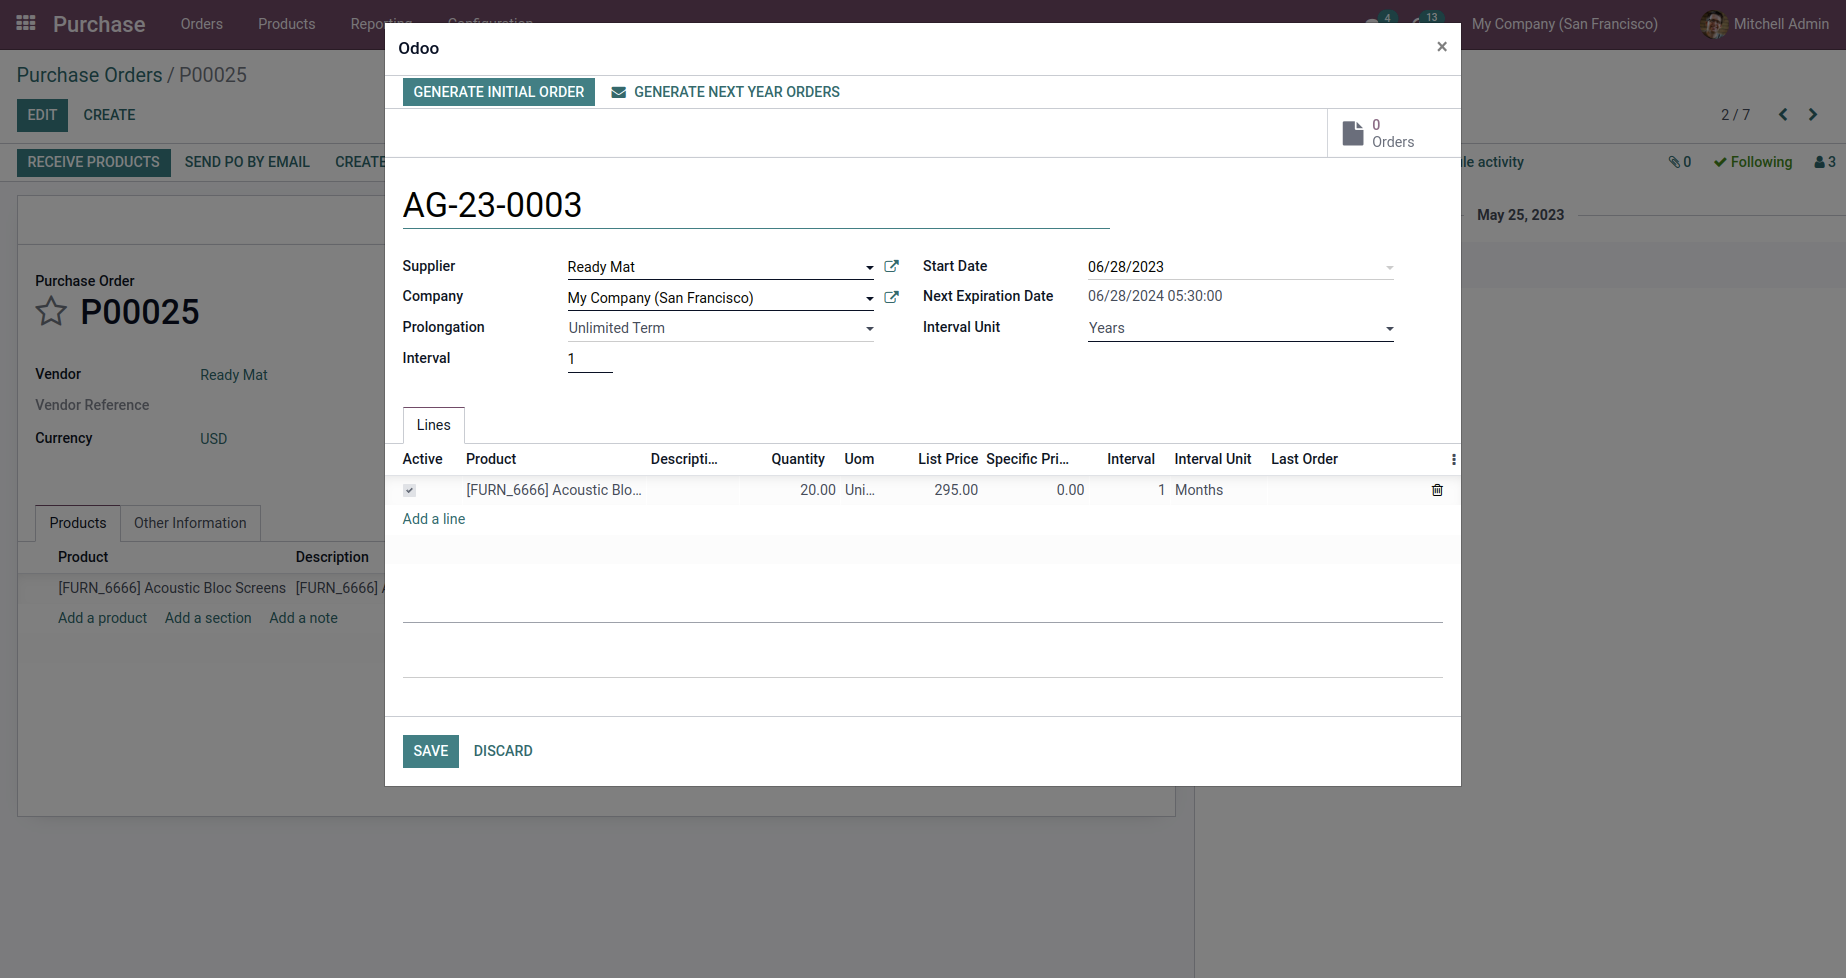 Purchase Orders Products Reporting Configuration 4 13 My Company (San Francisco) Mitchell Admin
Purchase Orders / P00025
EDIT CREATE
2 / 7
RECEIVE PRODUCTS SEND PO BY EMAIL CREATE
le activity 0 Following 3
May 25, 2023
Purchase Order
P00025
Vendor Ready Mat
Vendor Reference
Currency USD
Products Other Information
Product Description
[FURN_6666] Acoustic Bloc Screens [FURN_6666] A
Add a product Add a section Add a note
Odoo ×
GENERATE INITIAL ORDER GENERATE NEXT YEAR ORDERS
0
Orders
AG-23-0003
Supplier Ready Mat Start Date 06/28/2023
Company My Company (San Francisco) Next Expiration Date 06/28/2024 05:30:00
Prolongation Unlimited Term Interval Unit Years
Interval 1
Lines
Active Product Descripti... Quantity Uom List Price Specific Pri... Interval Interval Unit Last Order
[FURN_6666] Acoustic Blo... 20.00 Uni... 295.00 0.00 1 Months
Add a line
SAVE DISCARD